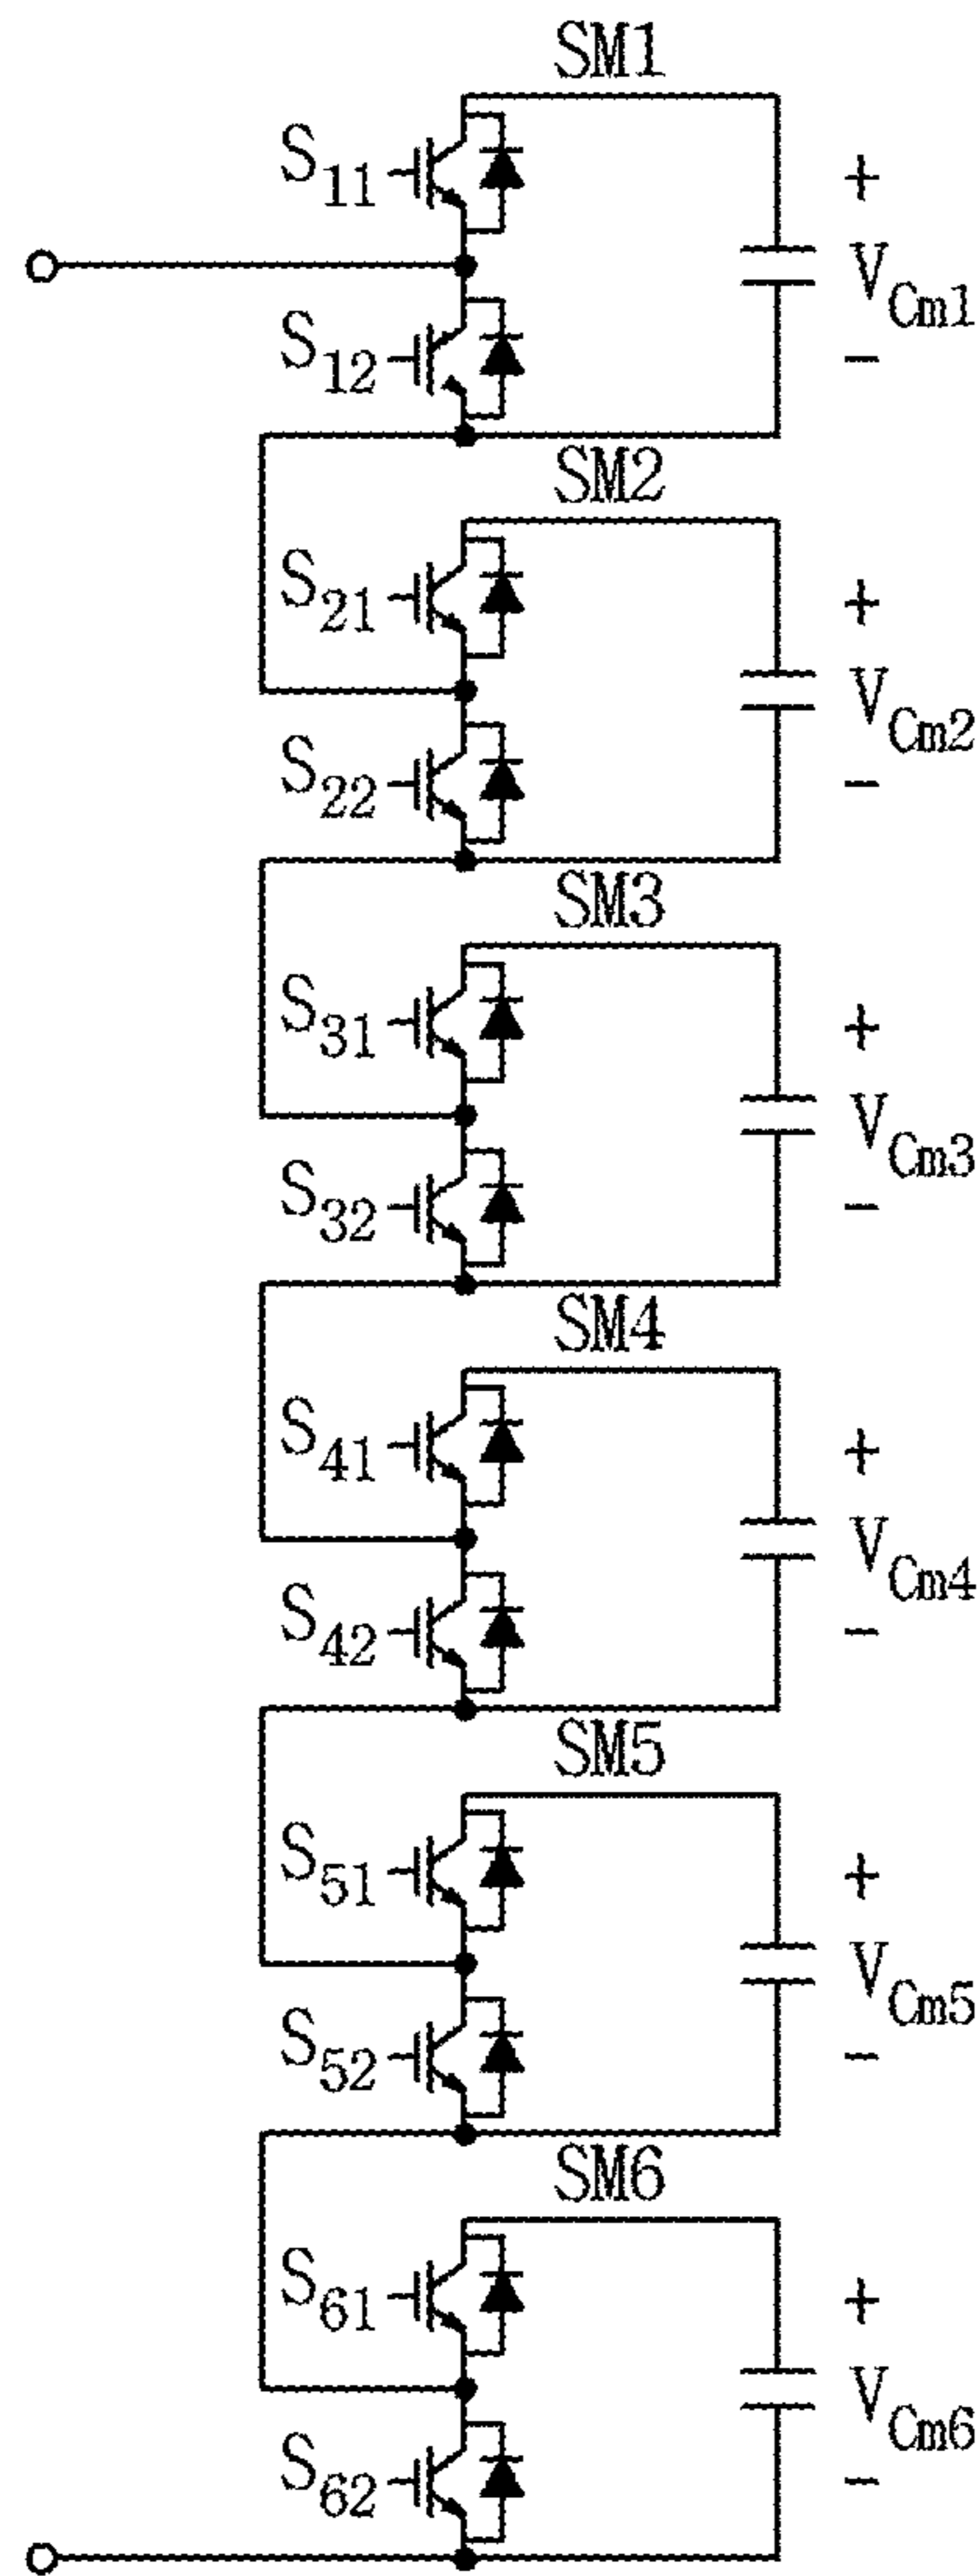 SM1
S11
+
VCm1
S12
-
SM2
S21
+
VCm2
S22
-
SM3
S31
+
VCm3
S32
-
SM4
S41
+
VCm4
S42
-
SM5
S51
+
VCm5
S52
-
SM6
S61
+
VCm6
S62
-